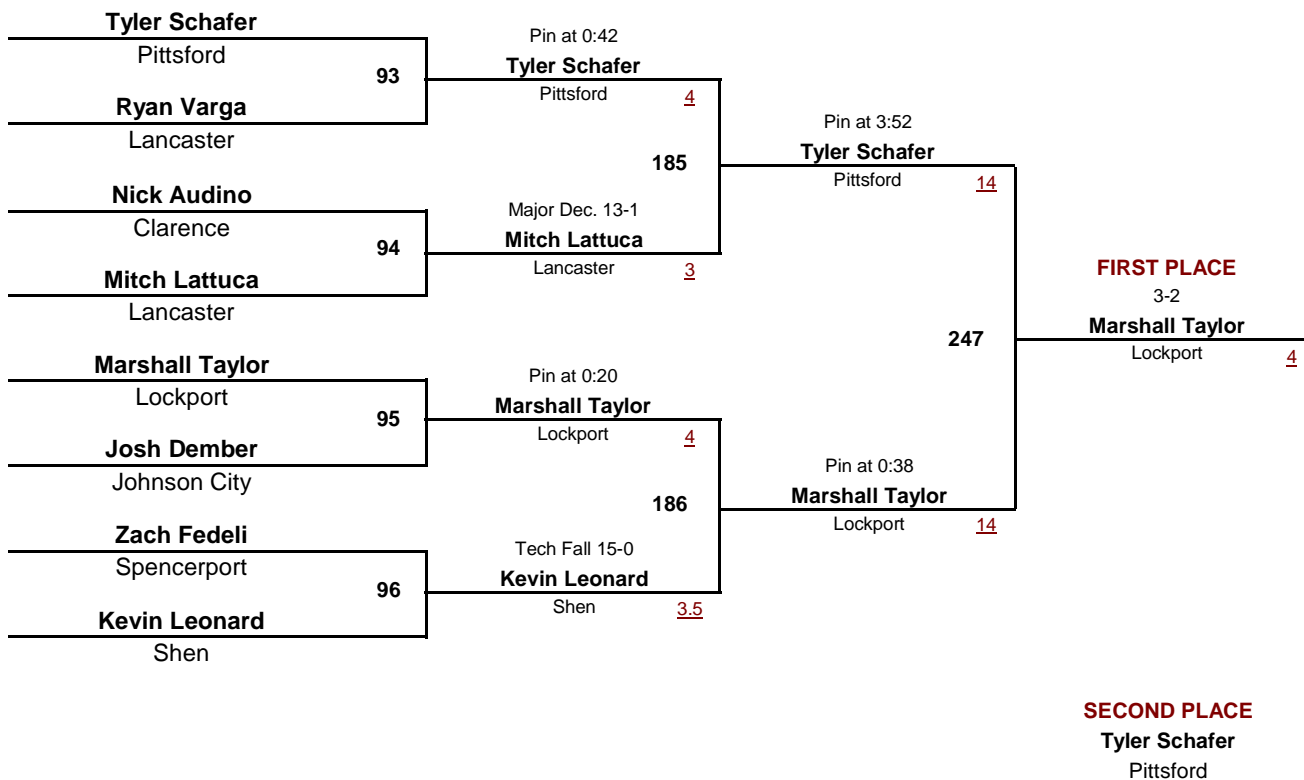 Tyler Schafer
Pittsford
93
Ryan Varga
Lancaster
Nick Audino
Clarence
94
Mitch Lattuca
Lancaster
Marshall Taylor
Lockport
95
Josh Dember
Johnson City
Zach Fedeli
Spencerport
96
Kevin Leonard
Shen
Pin at 0:42
Tyler Schafer
Pittsford 4
185
Major Dec. 13-1
Mitch Lattuca
Lancaster 3
Pin at 0:20
Marshall Taylor
Lockport 4
186
Tech Fall 15-0
Kevin Leonard
Shen 3.5
Pin at 3:52
Tyler Schafer
Pittsford 14
247
Pin at 0:38
Marshall Taylor
Lockport 14
FIRST PLACE
3-2
Marshall Taylor
Lockport 4
SECOND PLACE
Tyler Schafer
Pittsford